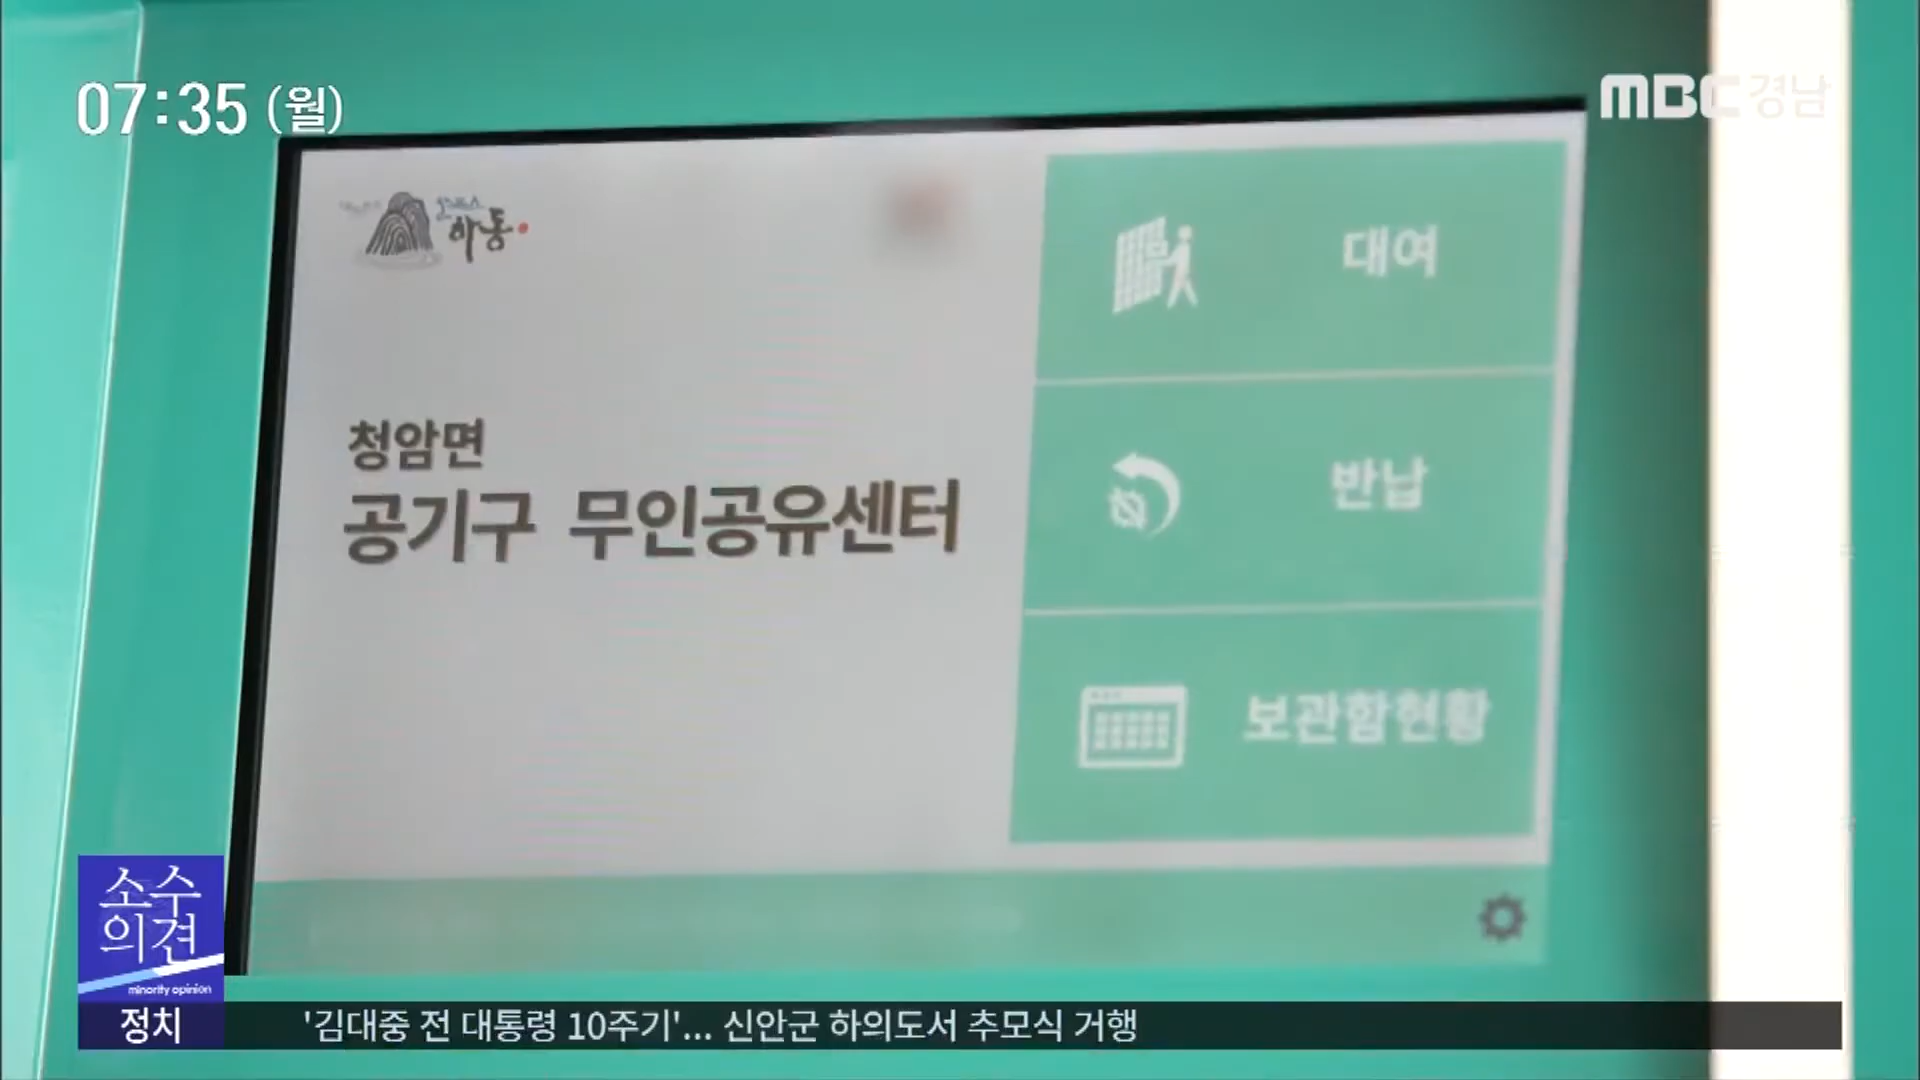 07:35 (월)
MBC경남
하동
청암면
공기구 무인공유센터
대여
반납
보관함현황
소수
의견
minority opinion
정치
'김대중 전 대통령 10주기'... 신안군 하의도서 추모식 거행